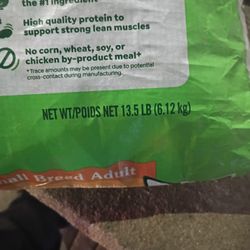 the #1 ingredient
High quality protein to
support strong lean muscles
No corn, wheat, soy, or
chicken by-product meal+
+Trace amounts may be present due to potential
cross-contact during manufacturing.
NET WT/POIDS NET 13.5 LB (6.12 kg)
Small Breed Adult